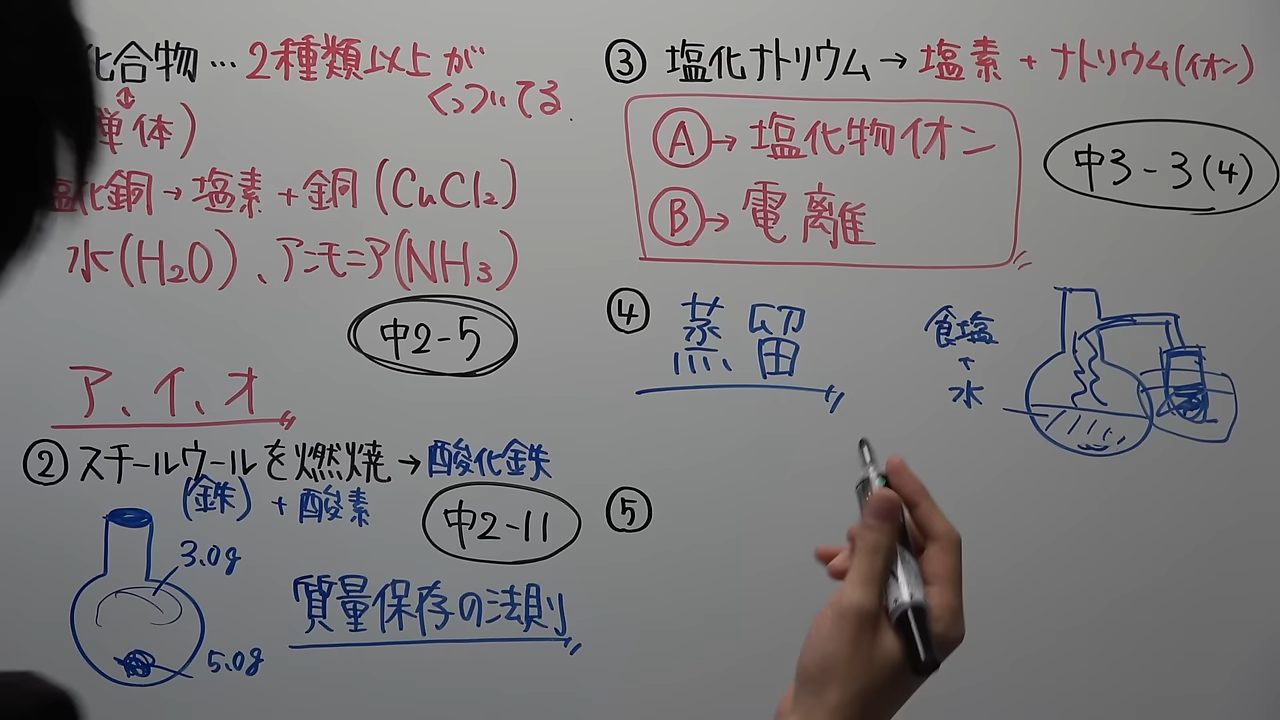 化合物…2種類以上が
くっついてる
単体)
塩化銅→塩素+銅(CuCl₂)
水(H₂O)、アンモニア(NH₃)
中2-5
ア、イ、オ
② スチールウールを燃焼→酸化鉄
(鉄)+酸素
中2-11
3.0g
質量保存の法則
5.0g
③ 塩化ナトリウム→塩素+ナトリウム(イオン)
Ⓐ→塩化物イオン
Ⓑ→電離
中3-3(4)
④ 蒸留
食塩
+
水
⑤